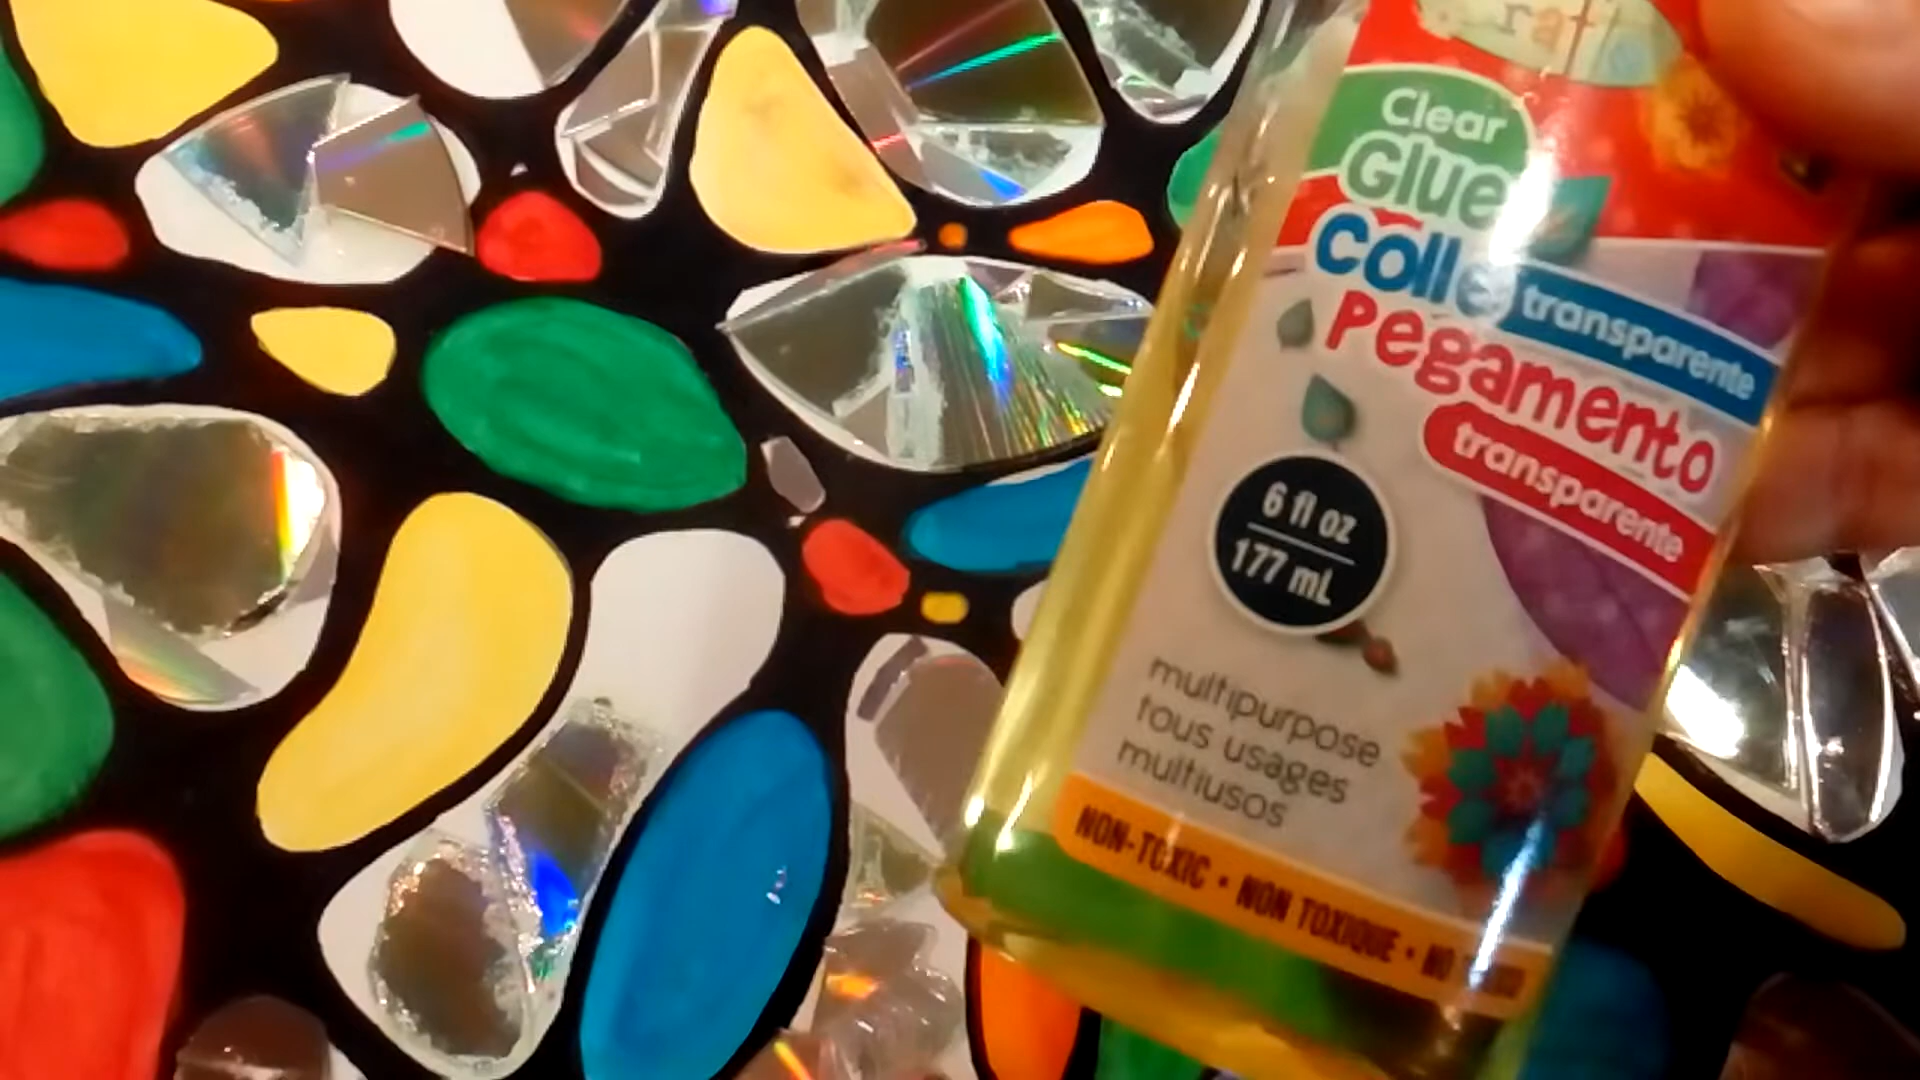 Clear
Glue
Colle
transparente
Pegamento
transparente
6 fl oz
177 mL
multipurpose
tous usages
multiusos
NON-TOXIC • NON TOXIQUE • NO